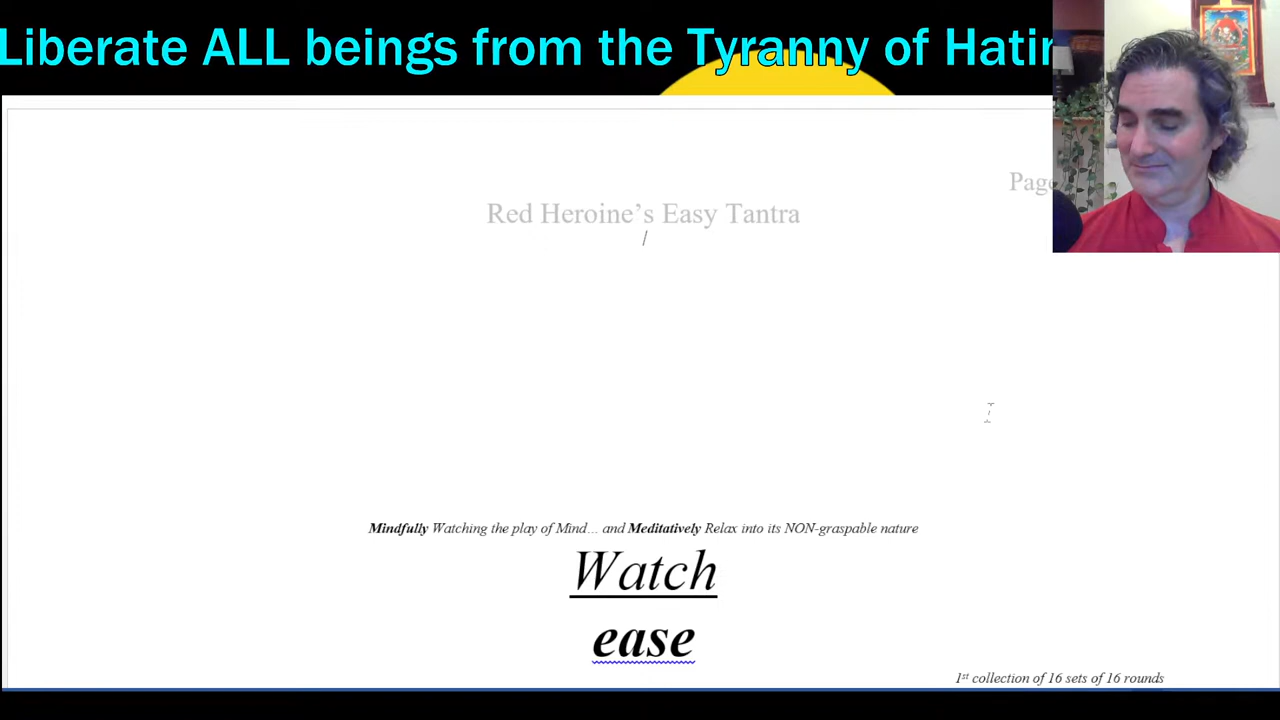 Liberate ALL beings from the Tyranny of
Page
Red Heroine’s Easy Tantra
/
Mindfully Watching the play of Mind… and Meditatively Relax into its NON-graspable nature
Watch
ease
1st collection of 16 sets of 16 rounds